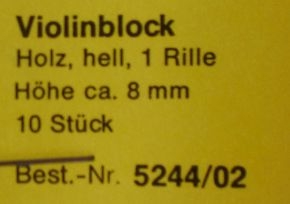 Violinblock
Holz, hell, 1 Rille
Höhe ca. 8 mm
10 Stück
Best.-Nr. 5244/02